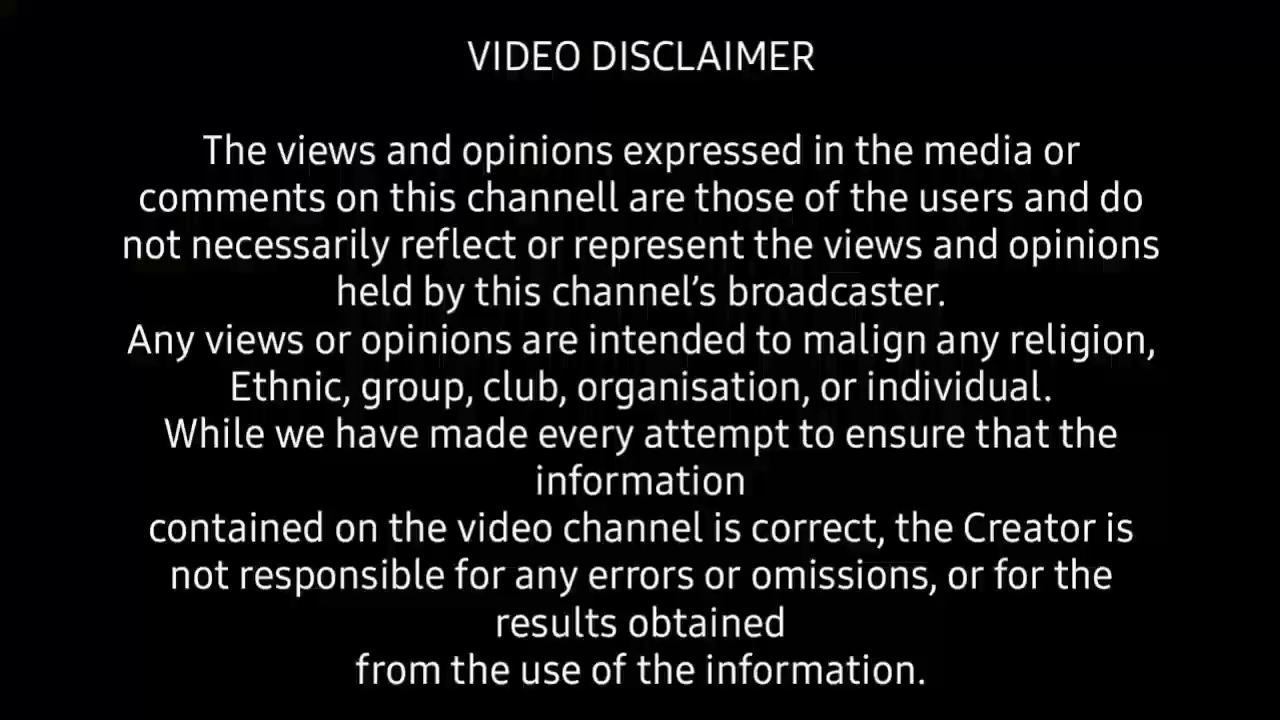 VIDEO DISCLAIMER
The views and opinions expressed in the media or
comments on this channell are those of the users and do
not necessarily reflect or represent the views and opinions
held by this channel’s broadcaster.
Any views or opinions are intended to malign any religion,
Ethnic, group, club, organisation, or individual.
While we have made every attempt to ensure that the
information
contained on the video channel is correct, the Creator is
not responsible for any errors or omissions, or for the
results obtained
from the use of the information.